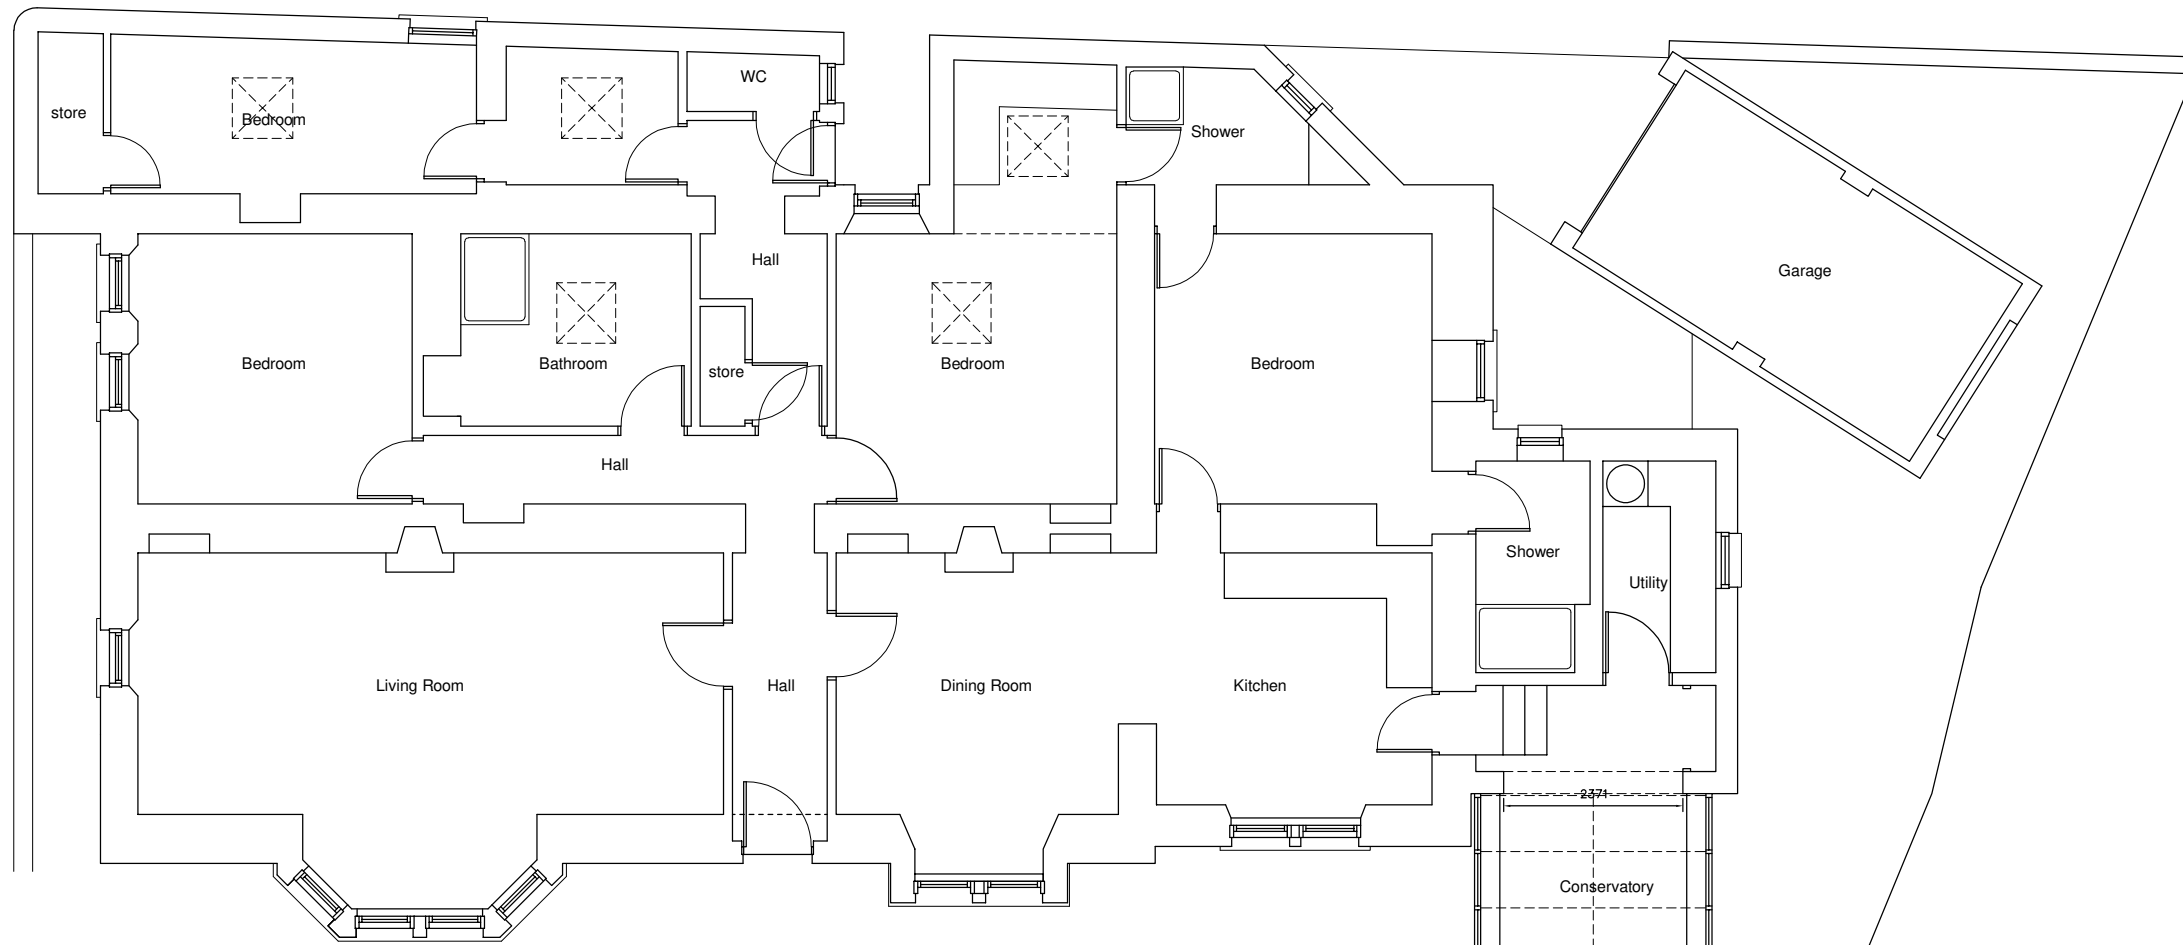 WC
store
Bedroom
Shower
Hall
Garage
Bedroom
Bathroom
store
Bedroom
Bedroom
Hall
Shower
Utility
Living Room
Hall
Dining Room
Kitchen
2371
Conservatory